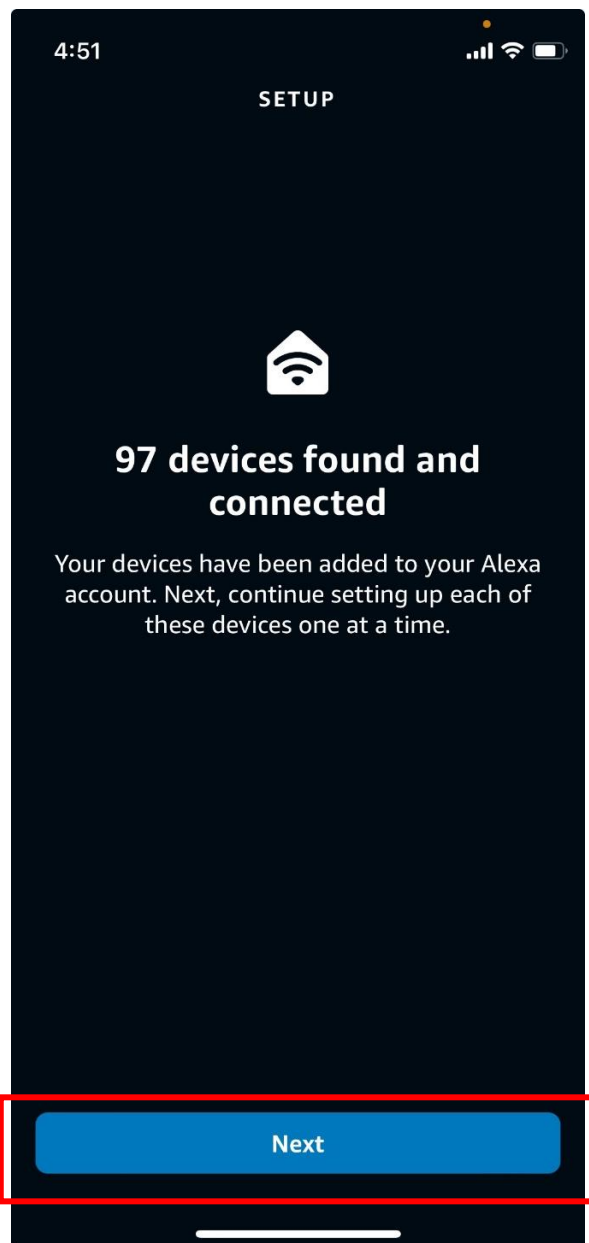 4:51
SETUP
97 devices found and
connected
Your devices have been added to your Alexa
account. Next, continue setting up each of
these devices one at a time.
Next